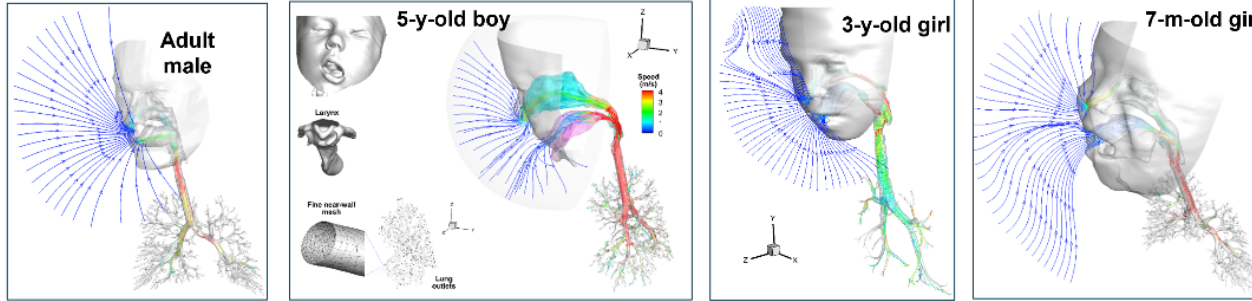 Adult
male
5-y-old boy
Larynx
Fine near-wall
mesh
Lung
outlets
Z
X
Y
Z
X
Y
Speed
(m/s)
4
2
0
3-y-old girl
Y
Z
X
7-m-old gir